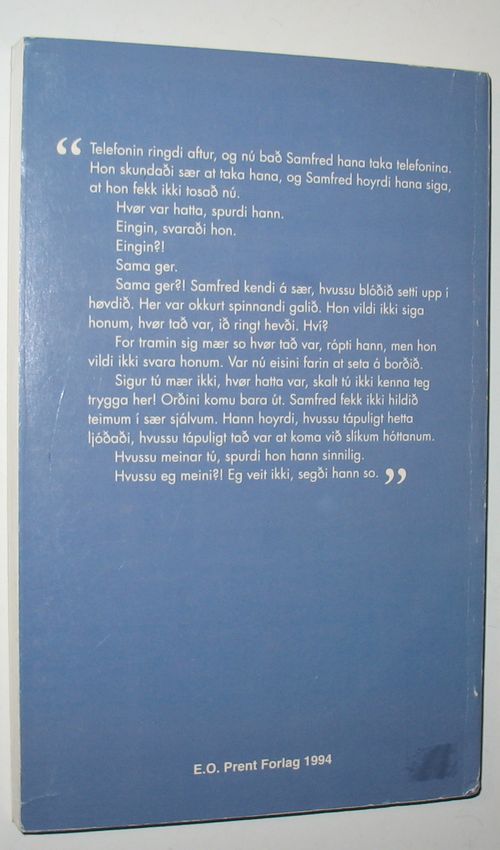 “ Telefonin ringdi aftur, og nú bað Samfred hana taka telefonina.
Hon skundaði sær at taka hana, og Samfred hoyrdi hana siga,
at hon fekk ikki tosað nú.
Hvør var hatta, spurdi hann.
Eingin, svaraði hon.
Eingin?!
Sama ger.
Sama ger?! Samfred kendi á sær, hvussu blóðið setti upp í
høvdið. Her var okkurt spinnandi galið. Hon vildi ikki siga
honum, hvør tað var, ið ringt hevði. Hví?
For tramin sig mær so hvør tað var, rópti hann, men hon
vildi ikki svara honum. Var nú eisini farin at seta á borðið.
Sigur tú mær ikki, hvør hatta var, skalt tú ikki kenna teg
trygga her! Orðini komu bara út. Samfred fekk ikki hildið
teimum í sær sjálvum. Hann hoyrdi, hvussu tápuligt hetta
ljóðaði, hvussu tápuligt tað var at koma við slíkum hóttanum.
Hvussu meinar tú, spurdi hon hann sinnilig.
Hvussu eg meini?! Eg veit ikki, segði hann so. ”
E.O. Prent Forlag 1994